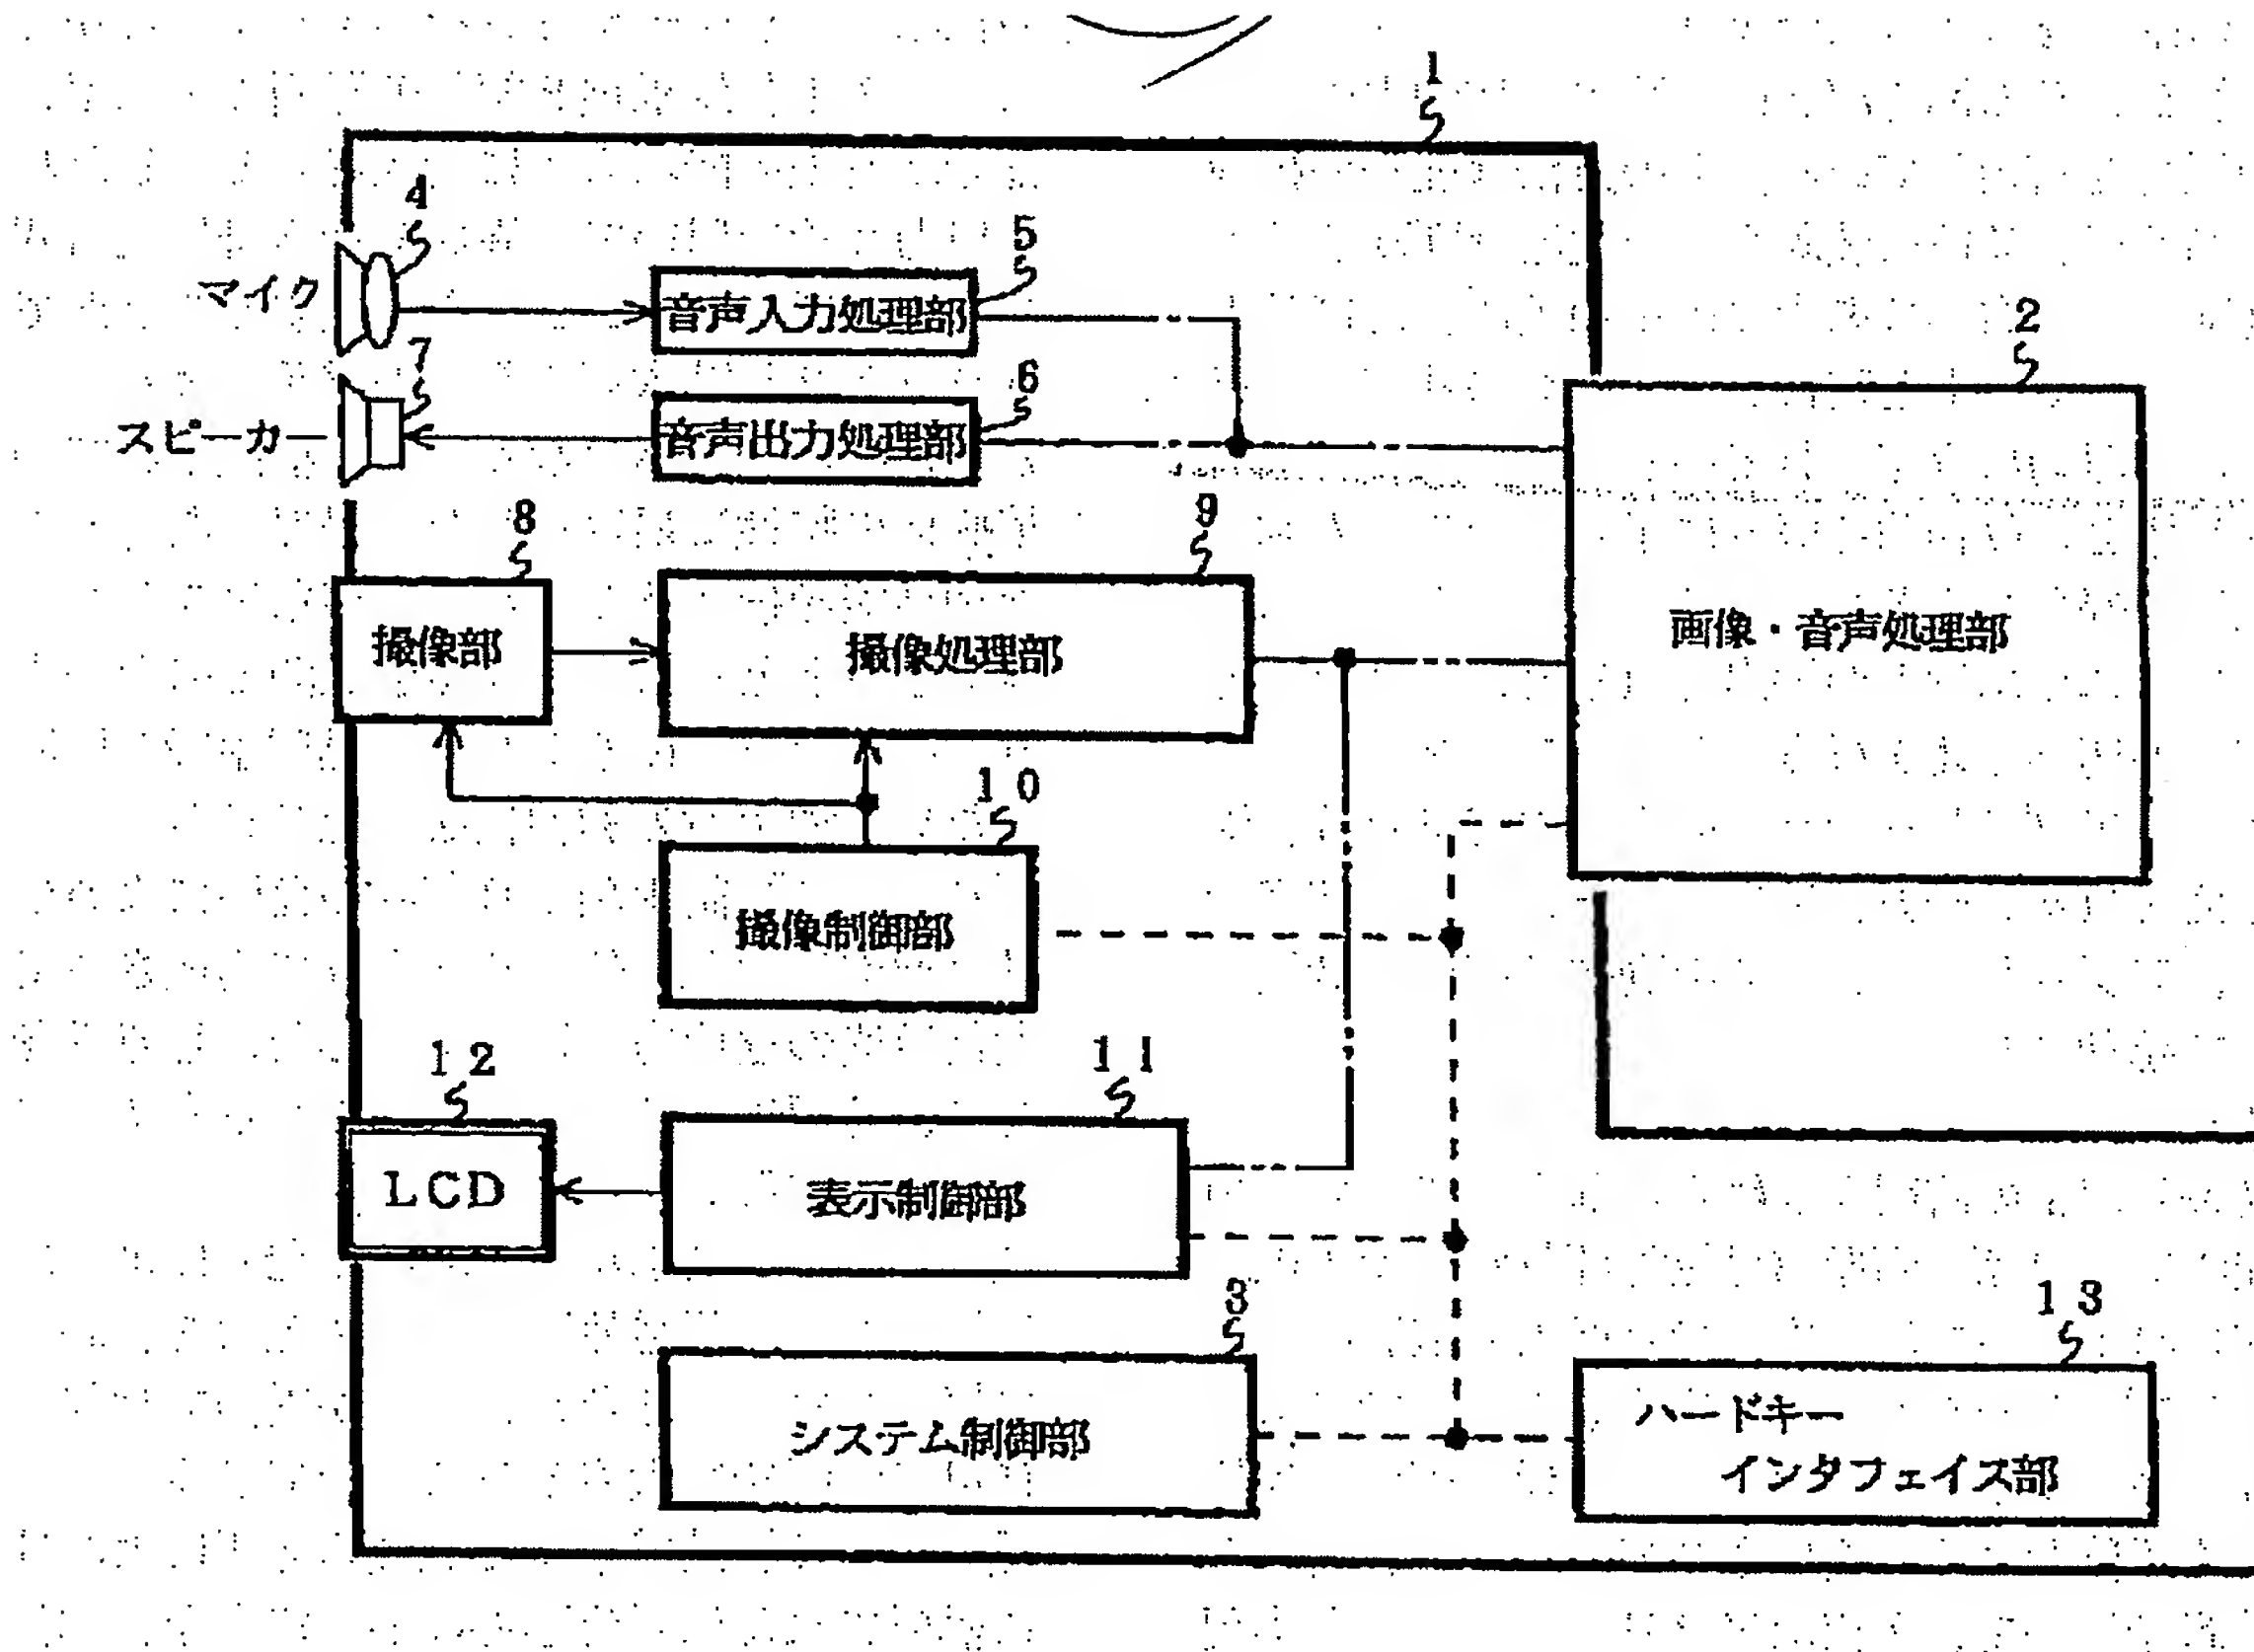 1
4
5
マイク
音声入力処理部
2
7
6
スピーカ
音声出力処理部
8
9
撮像部
撮像処理部
画像・音声処理部
10
撮像制御部
12
11
LCD
表示制御部
3
13
システム制御部
ハードキー
インタフェイス部